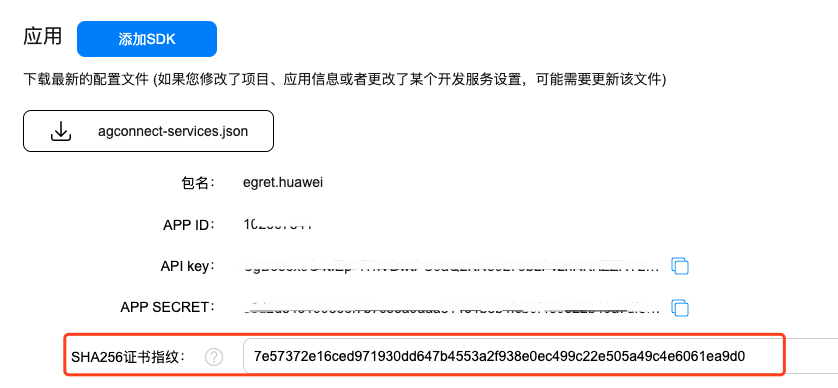 应用 添加SDK
下载最新的配置文件 (如果您修改了项目、应用信息或者更改了某个开发服务设置，可能需要更新该文件)
agconnect-services.json
包名： egret.huawei
APP ID：
API key：
APP SECRET：
SHA256证书指纹： ? 7e57372e16ced971930dd647b4553a2f938e0ec499c22e505a49c4e6061ea9d0